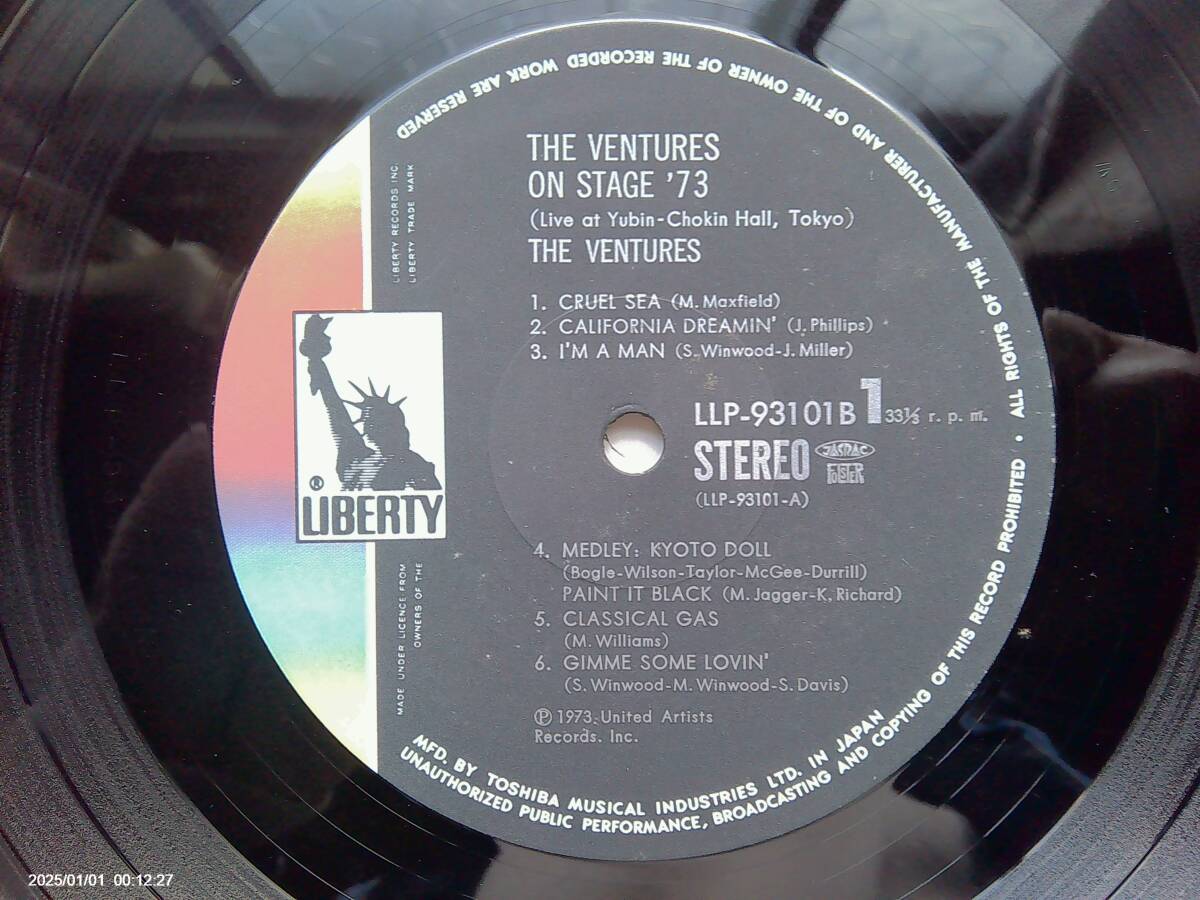 THE VENTURES
ON STAGE '73
(Live at Yubin-Chokin Hall, Tokyo)
THE VENTURES
1. CRUEL SEA (M. Maxfield)
2. CALIFORNIA DREAMIN' (J. Phillips)
3. I'M A MAN (S. Winwood-J. Miller)
LLP-93101B 1 33⅓ r. p. m.
STEREO JASRAC
(LLP-93101-A)
4. MEDLEY: KYOTO DOLL
(Bogle-Wilson-Taylor-McGee-Durrill)
PAINT IT BLACK (M. Jagger-K. Richard)
5. CLASSICAL GAS
(M. Williams)
6. GIMME SOME LOVIN'
(S. Winwood-M. Winwood-S. Davis)
Ⓟ 1973. United Artists
Records. Inc.
LIBERTY RECORDS INC.
LIBERTY TRADE MARK
®
LIBERTY
MADE UNDER LICENCE FROM
OWNERS OF THE
MFD. BY TOSHIBA MUSICAL INDUSTRIES LTD. IN JAPAN
UNAUTHORIZED PUBLIC PERFORMANCE, BROADCASTING AND COPYING OF THIS RECORD PROHIBITED • ALL RIGHTS OF THE MANUFACTURER AND OF THE OWNER OF THE RECORDED WORK ARE RESERVED
2025/01/01 00:12:27